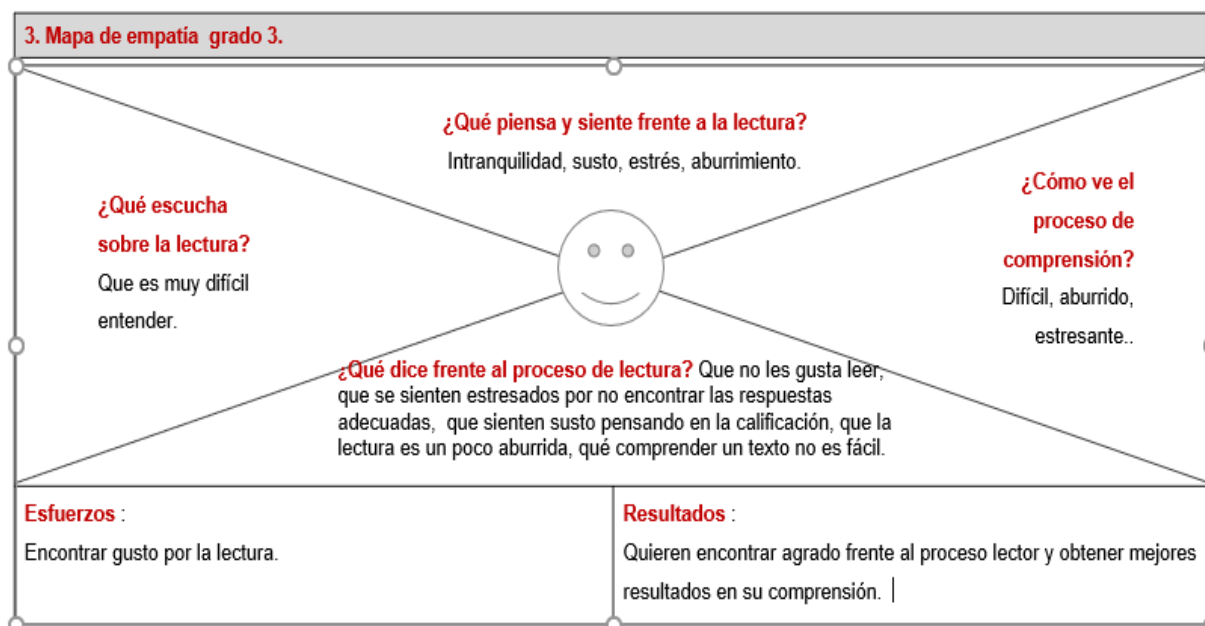 3. Mapa de empatía grado 3.
¿Qué piensa y siente frente a la lectura?
Intranquilidad, susto, estrés, aburrimiento.
¿Qué escucha
sobre la lectura?
Que es muy difícil
entender.
¿Cómo ve el
proceso de
comprensión?
Difícil, aburrido,
estresante..
¿Qué dice frente al proceso de lectura? Que no les gusta leer,
que se sienten estresados por no encontrar las respuestas
adecuadas, que sienten susto pensando en la calificación, que la
lectura es un poco aburrida, qué comprender un texto no es fácil.
Esfuerzos :
Encontrar gusto por la lectura.
Resultados :
Quieren encontrar agrado frente al proceso lector y obtener mejores
resultados en su comprensión.